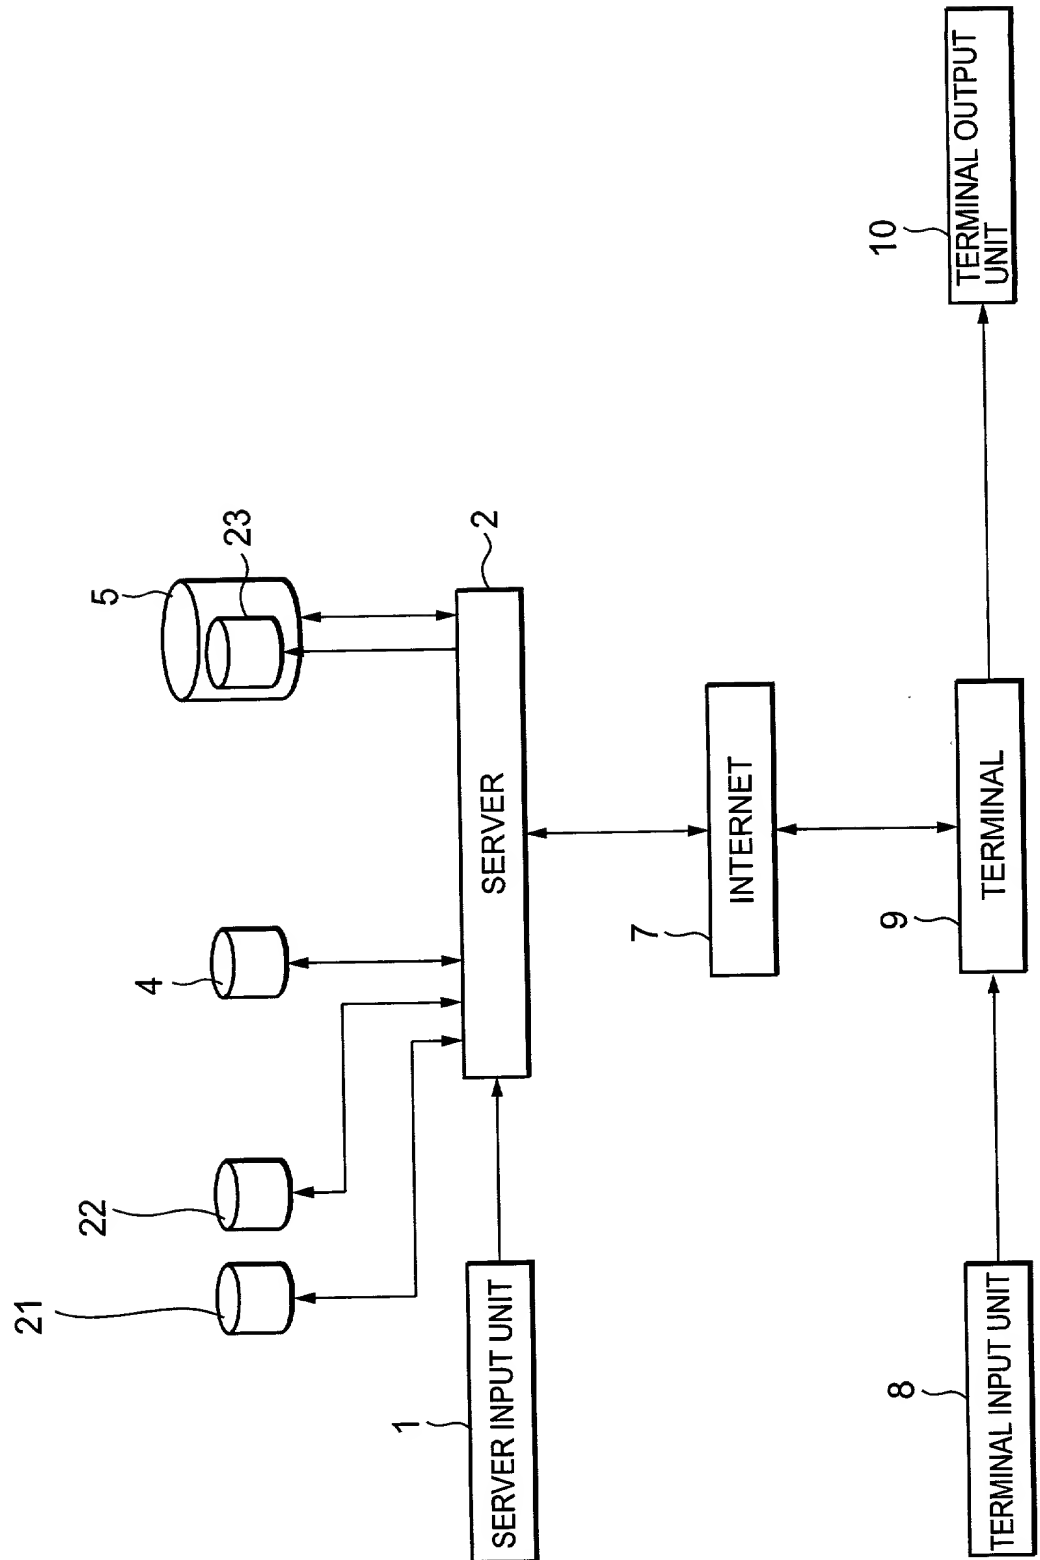 21
22
4
5
23
1
SERVER INPUT UNIT
SERVER
2
7
INTERNET
8
TERMINAL INPUT UNIT
9
TERMINAL
10
TERMINAL OUTPUT
UNIT